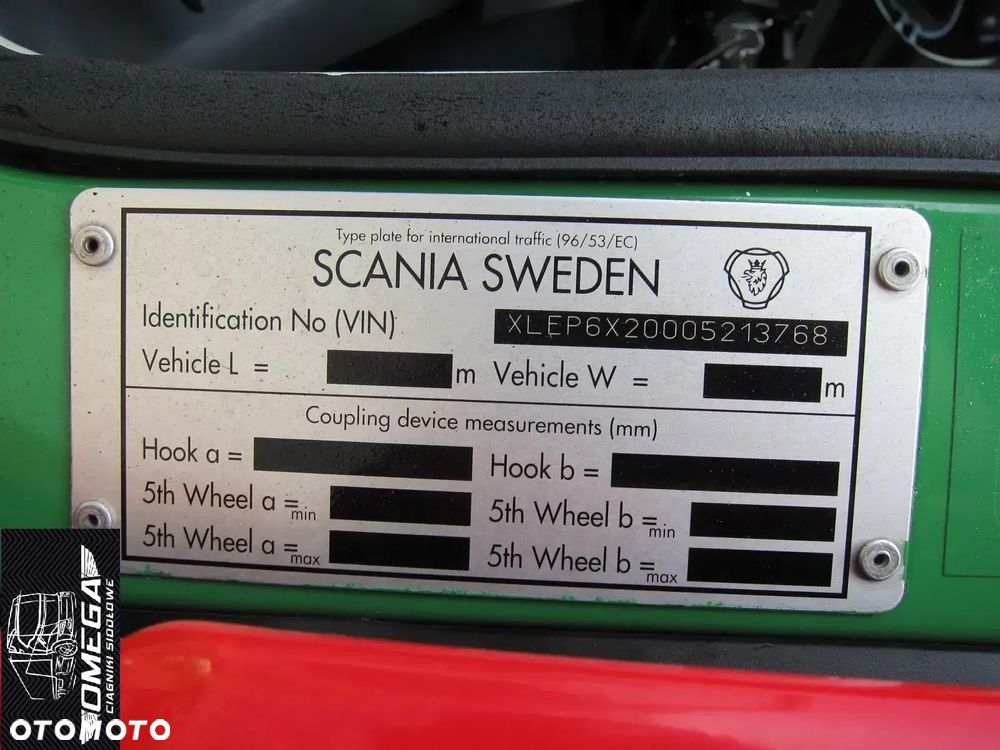 Type plate for international traffic (96/53/EC)
SCANIA SWEDEN
Identification No (VIN) XLEP6X20005213768
Vehicle L = m Vehicle W = m
Coupling device measurements (mm)
Hook a = Hook b =
5th Wheel a = min 5th Wheel b = min
5th Wheel a = max 5th Wheel b = max
OMEGA
CIĄGNIKI SIODŁOWE
OTOMOTO